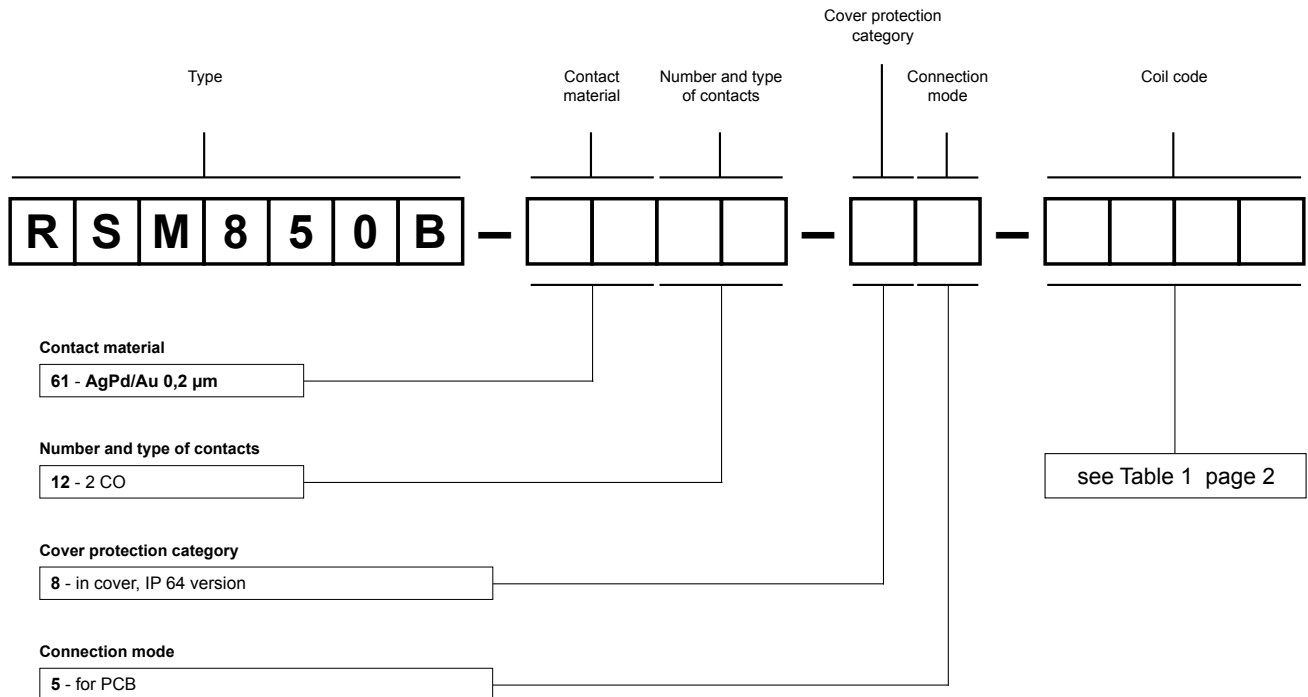 Cover protection
category
Type
Contact
material
Number and type
of contacts
Connection
mode
Coil code
R S M 8 5 0 B – – –
Contact material
61 - AgPd/Au 0,2 µm
Number and type of contacts
12 - 2 CO
see Table 1 page 2
Cover protection category
8 - in cover, IP 64 version
Connection mode
5 - for PCB